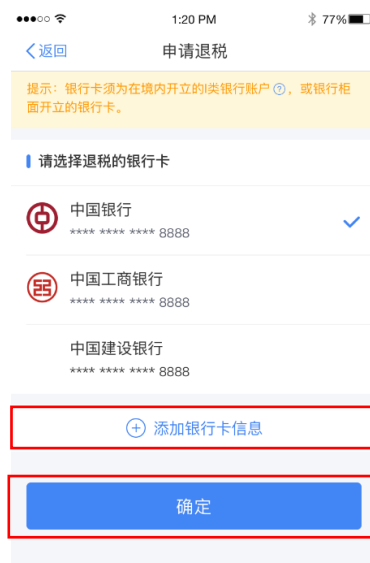 1:20 PM
77%
返回
申请退税
提示：银行卡须为在境内开立的I类银行账户?，或银行柜
面开立的银行卡。
请选择退税的银行卡
中国银行
**** **** **** 8888
中国工商银行
**** **** **** 8888
中国建设银行
**** **** **** 8888
添加银行卡信息
确定